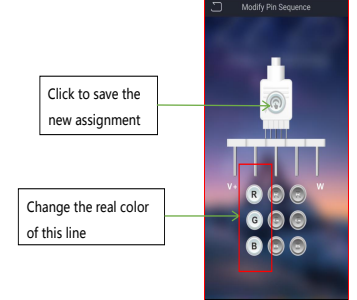 Modify Pin Sequence
Click to save the
new assignment
V+
W
R
Change the real color
of this line
G
B